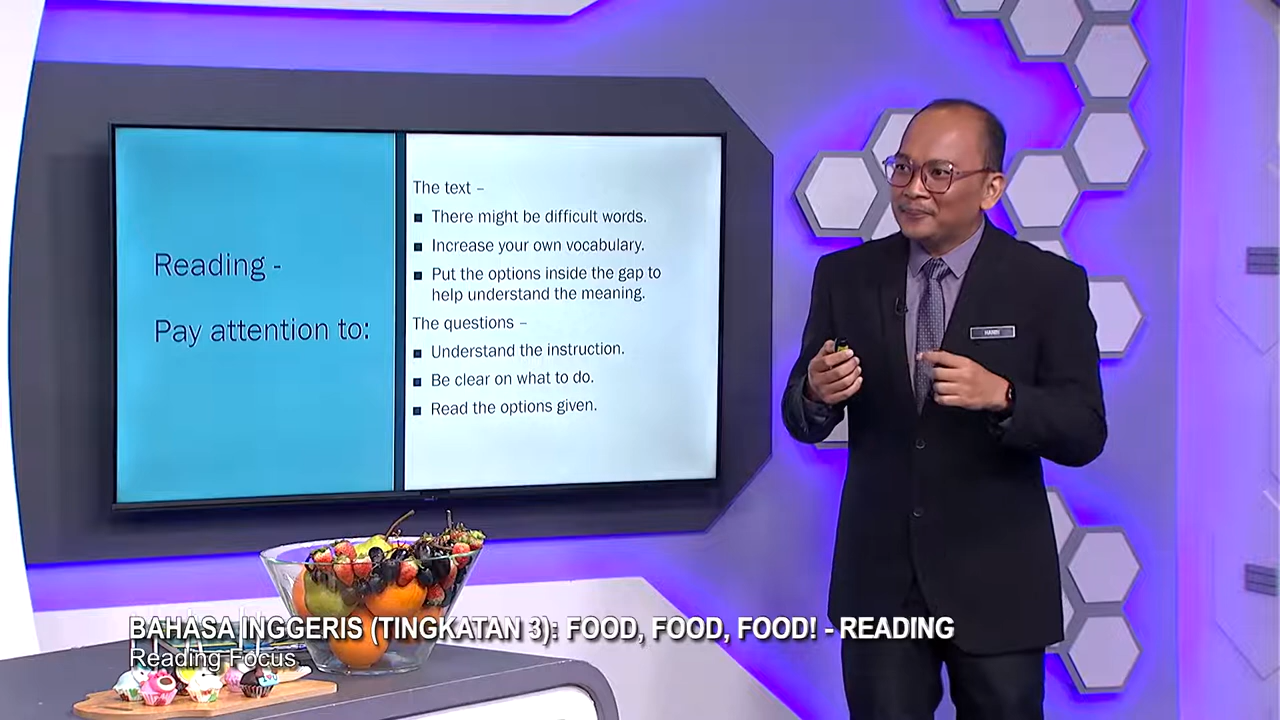 Reading -
Pay attention to:
The text –
There might be difficult words.
Increase your own vocabulary.
Put the options inside the gap to
help understand the meaning.
The questions –
Understand the instruction.
Be clear on what to do.
Read the options given.
BAHASA INGGERIS (TINGKATAN 3): FOOD, FOOD, FOOD! - READING
Reading Focus